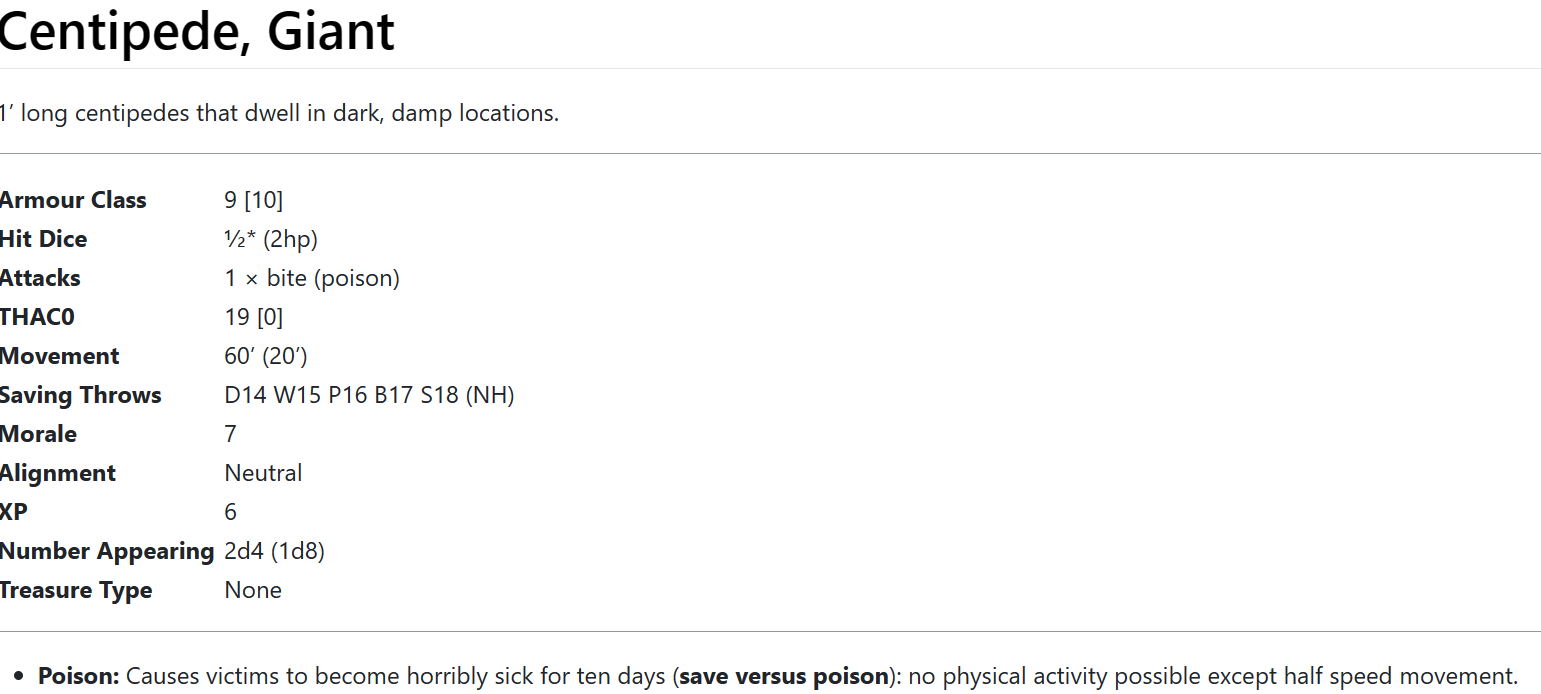 Centipede, Giant
1′ long centipedes that dwell in dark, damp locations.
Armour Class 9 [10]
Hit Dice ½* (2hp)
Attacks 1 × bite (poison)
THAC0 19 [0]
Movement 60′ (20′)
Saving Throws D14 W15 P16 B17 S18 (NH)
Morale 7
Alignment Neutral
XP 6
Number Appearing 2d4 (1d8)
Treasure Type None
• Poison: Causes victims to become horribly sick for ten days (save versus poison): no physical activity possible except half speed movement.